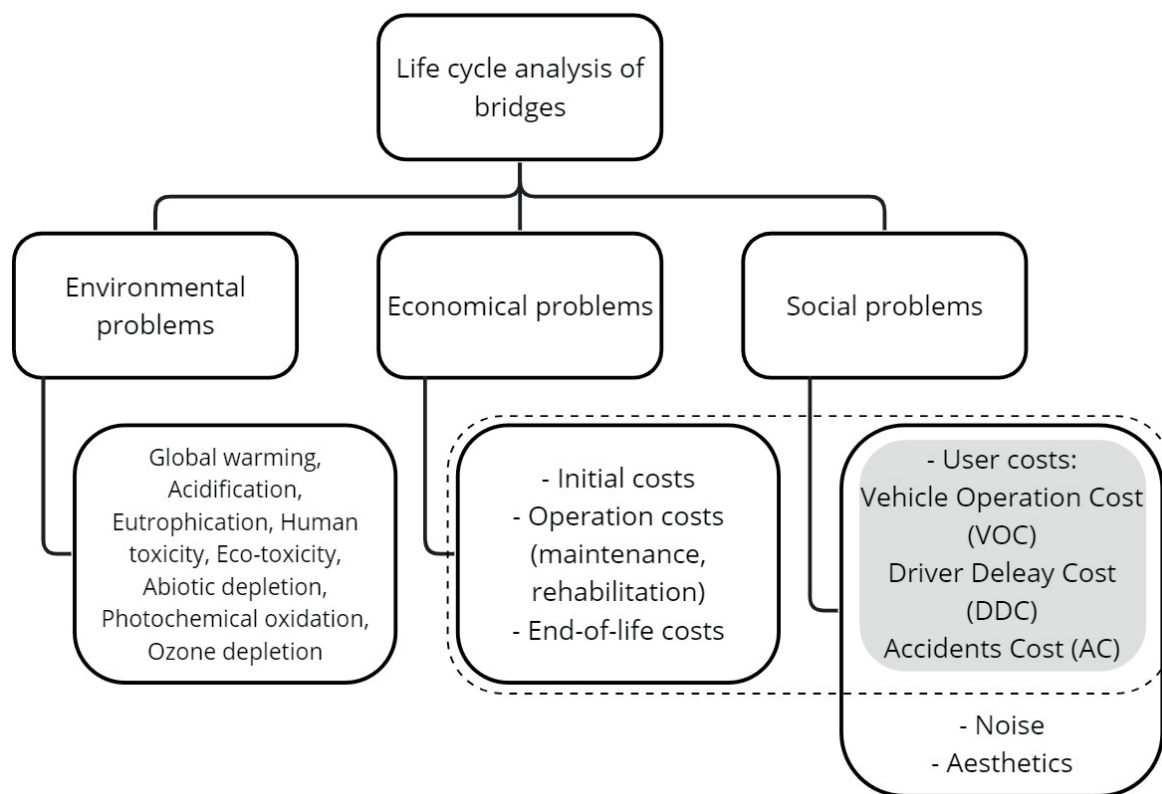 Life cycle analysis of
bridges
Environmental
problems
Economical problems
Social problems
Global warming,
Acidification,
Eutrophication, Human
toxicity, Eco-toxicity,
Abiotic depletion,
Photochemical oxidation,
Ozone depletion
- Initial costs
- Operation costs
(maintenance,
rehabilitation)
- End-of-life costs
- User costs:
Vehicle Operation Cost
(VOC)
Driver Deleay Cost
(DDC)
Accidents Cost (AC)
- Noise
- Aesthetics